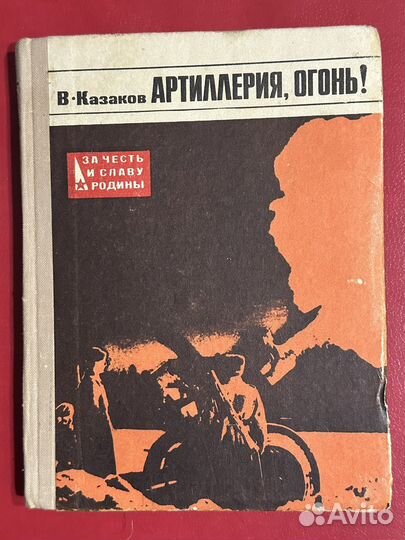 В·Казаков АРТИЛЛЕРИЯ, ОГОНЬ!
ЗА ЧЕСТЬ
И СЛАВУ
РОДИНЫ
Avito